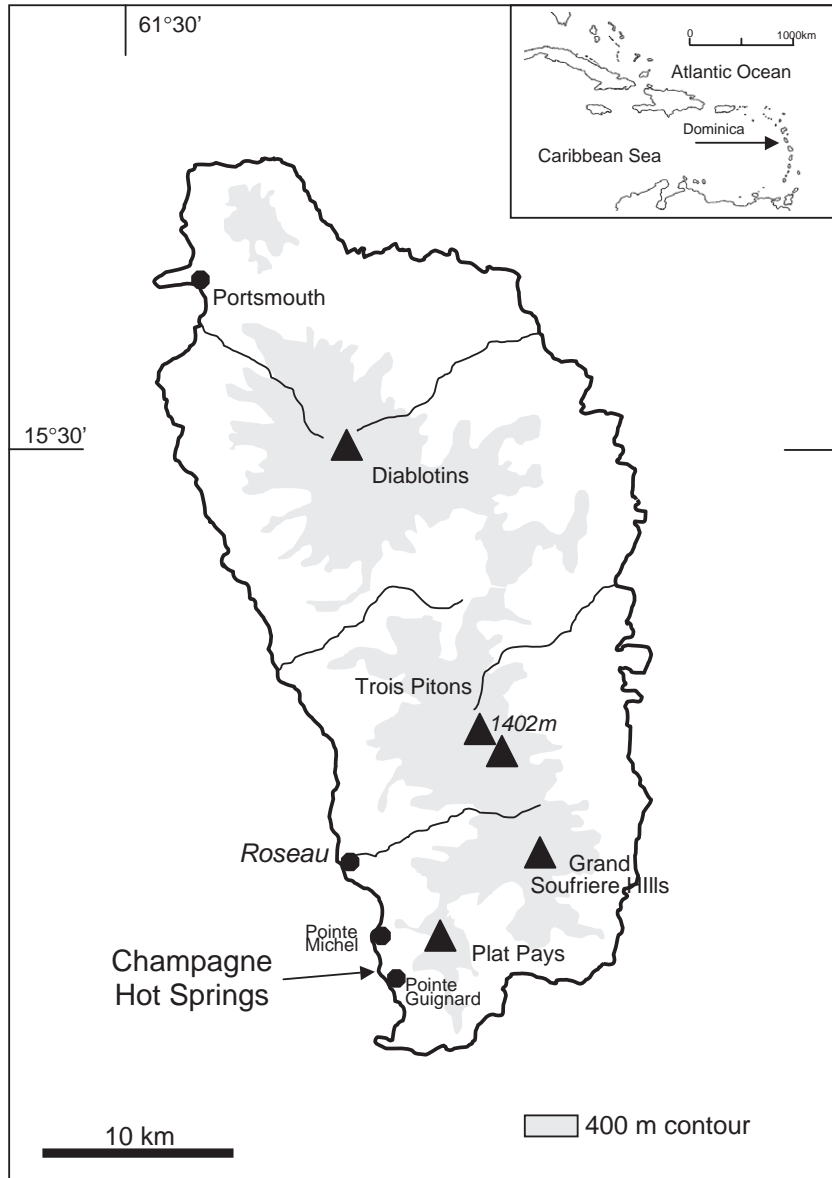 61°30’
0
1000km
Atlantic Ocean
Dominica
Caribbean Sea
Portsmouth
15°30’
Diablotins
Trois Pitons
1402m
Roseau
Grand
Soufriere HIlls
Pointe
Michel
Plat Pays
Champagne
Hot Springs
Pointe
Guignard
10 km
400 m contour